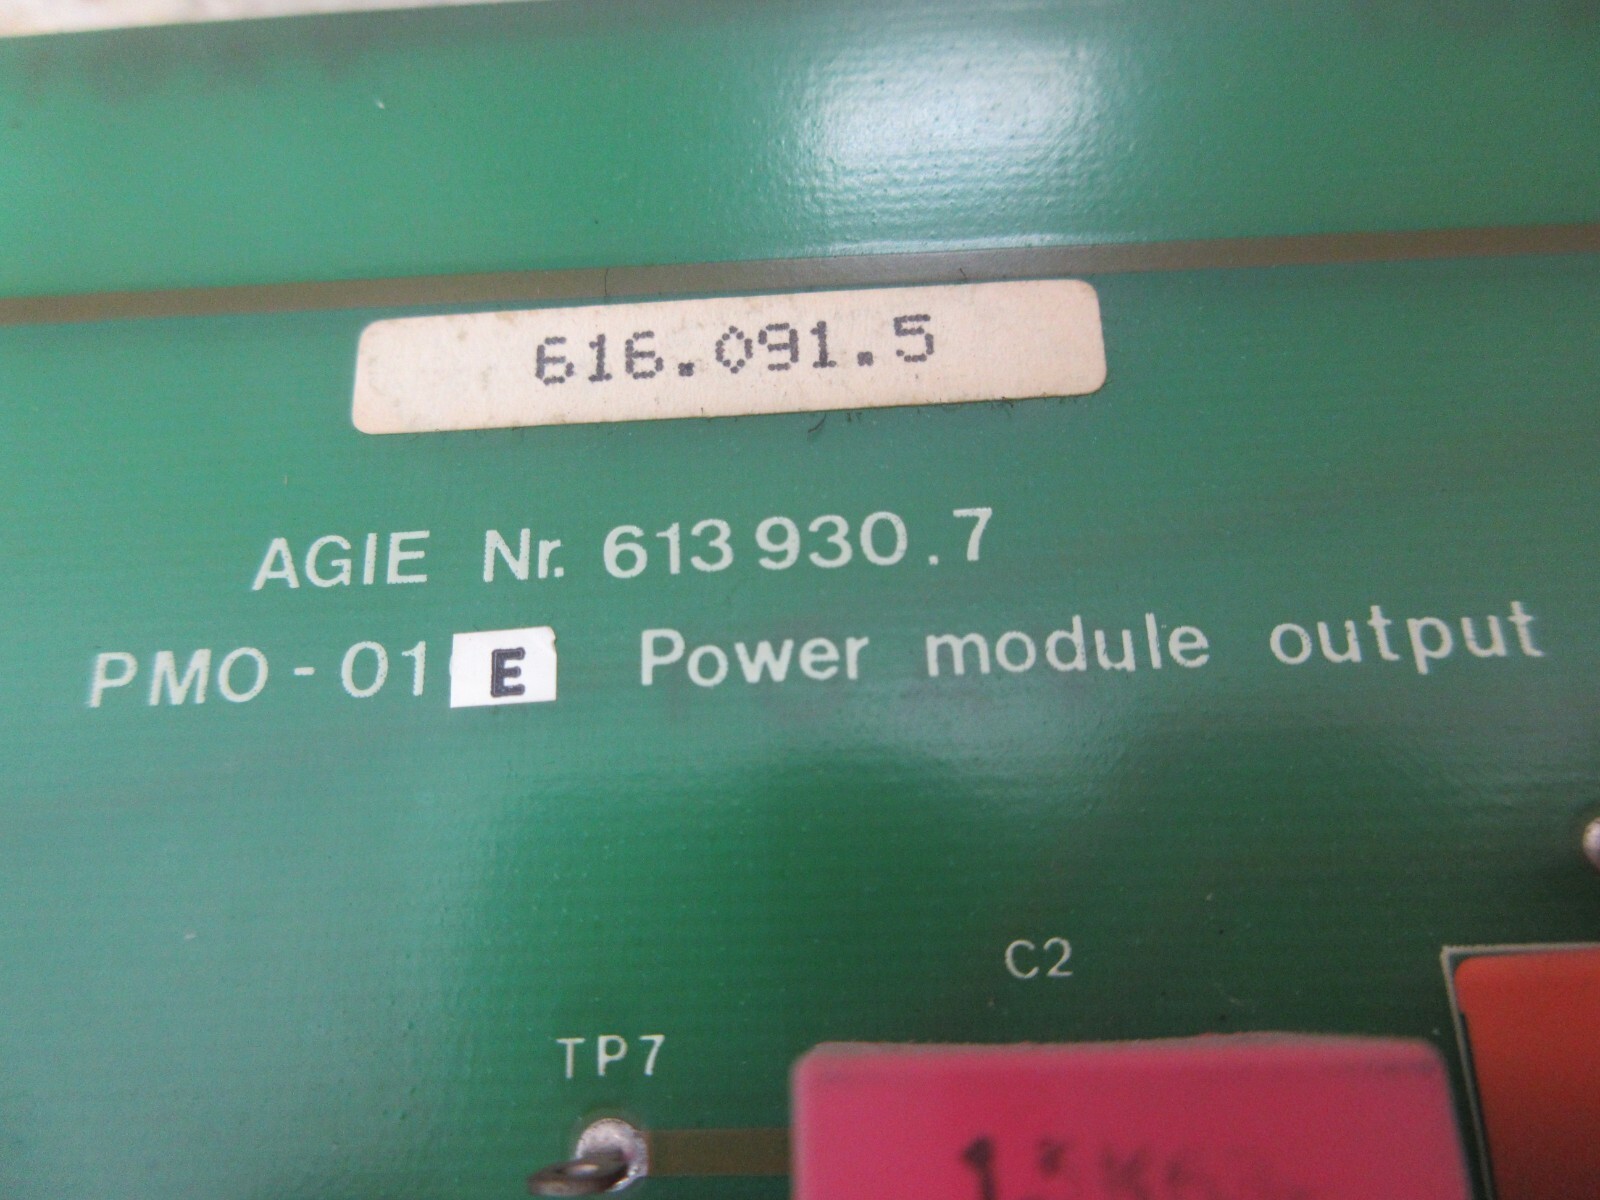 616.091.5
AGIE Nr. 613 930.7
PMO-01 E Power module output
C2
TP7